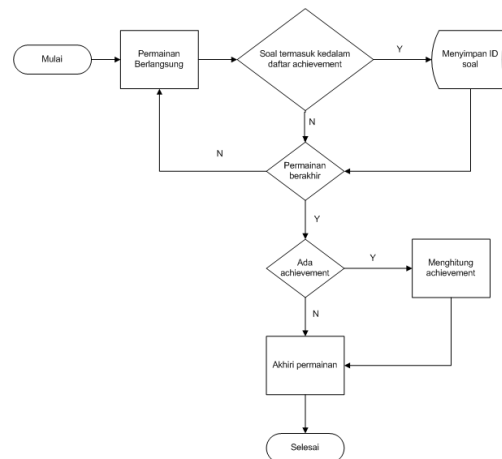 Mulai
Permainan
Berlangsung
Soal termasuk kedalam
daftar achievement
Y
Menyimpan ID
soal
N
N
Permainan
berakhir
Y
Ada
achievement
Y
Menghitung
achievement
N
Akhiri permainan
Selesai